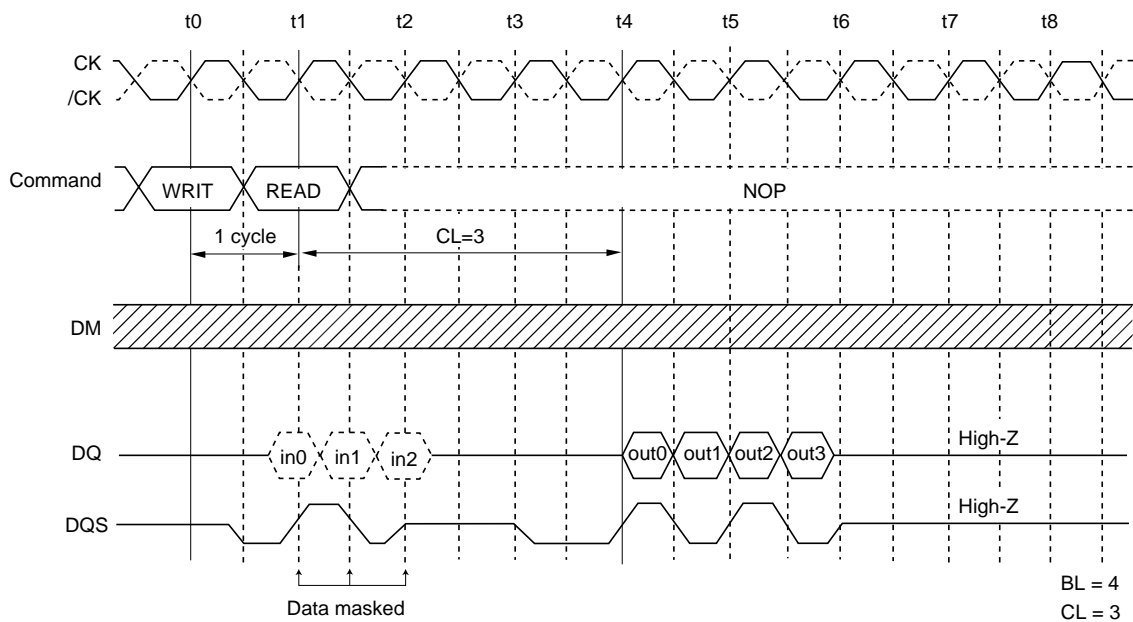 t0 t1 t2 t3 t4 t5 t6 t7 t8
CK
/CK
Command WRIT READ NOP
1 cycle CL=3
DM
DQ in0 in1 in2 out0 out1 out2 out3 High-Z
DQS High-Z
Data masked
BL = 4
CL = 3